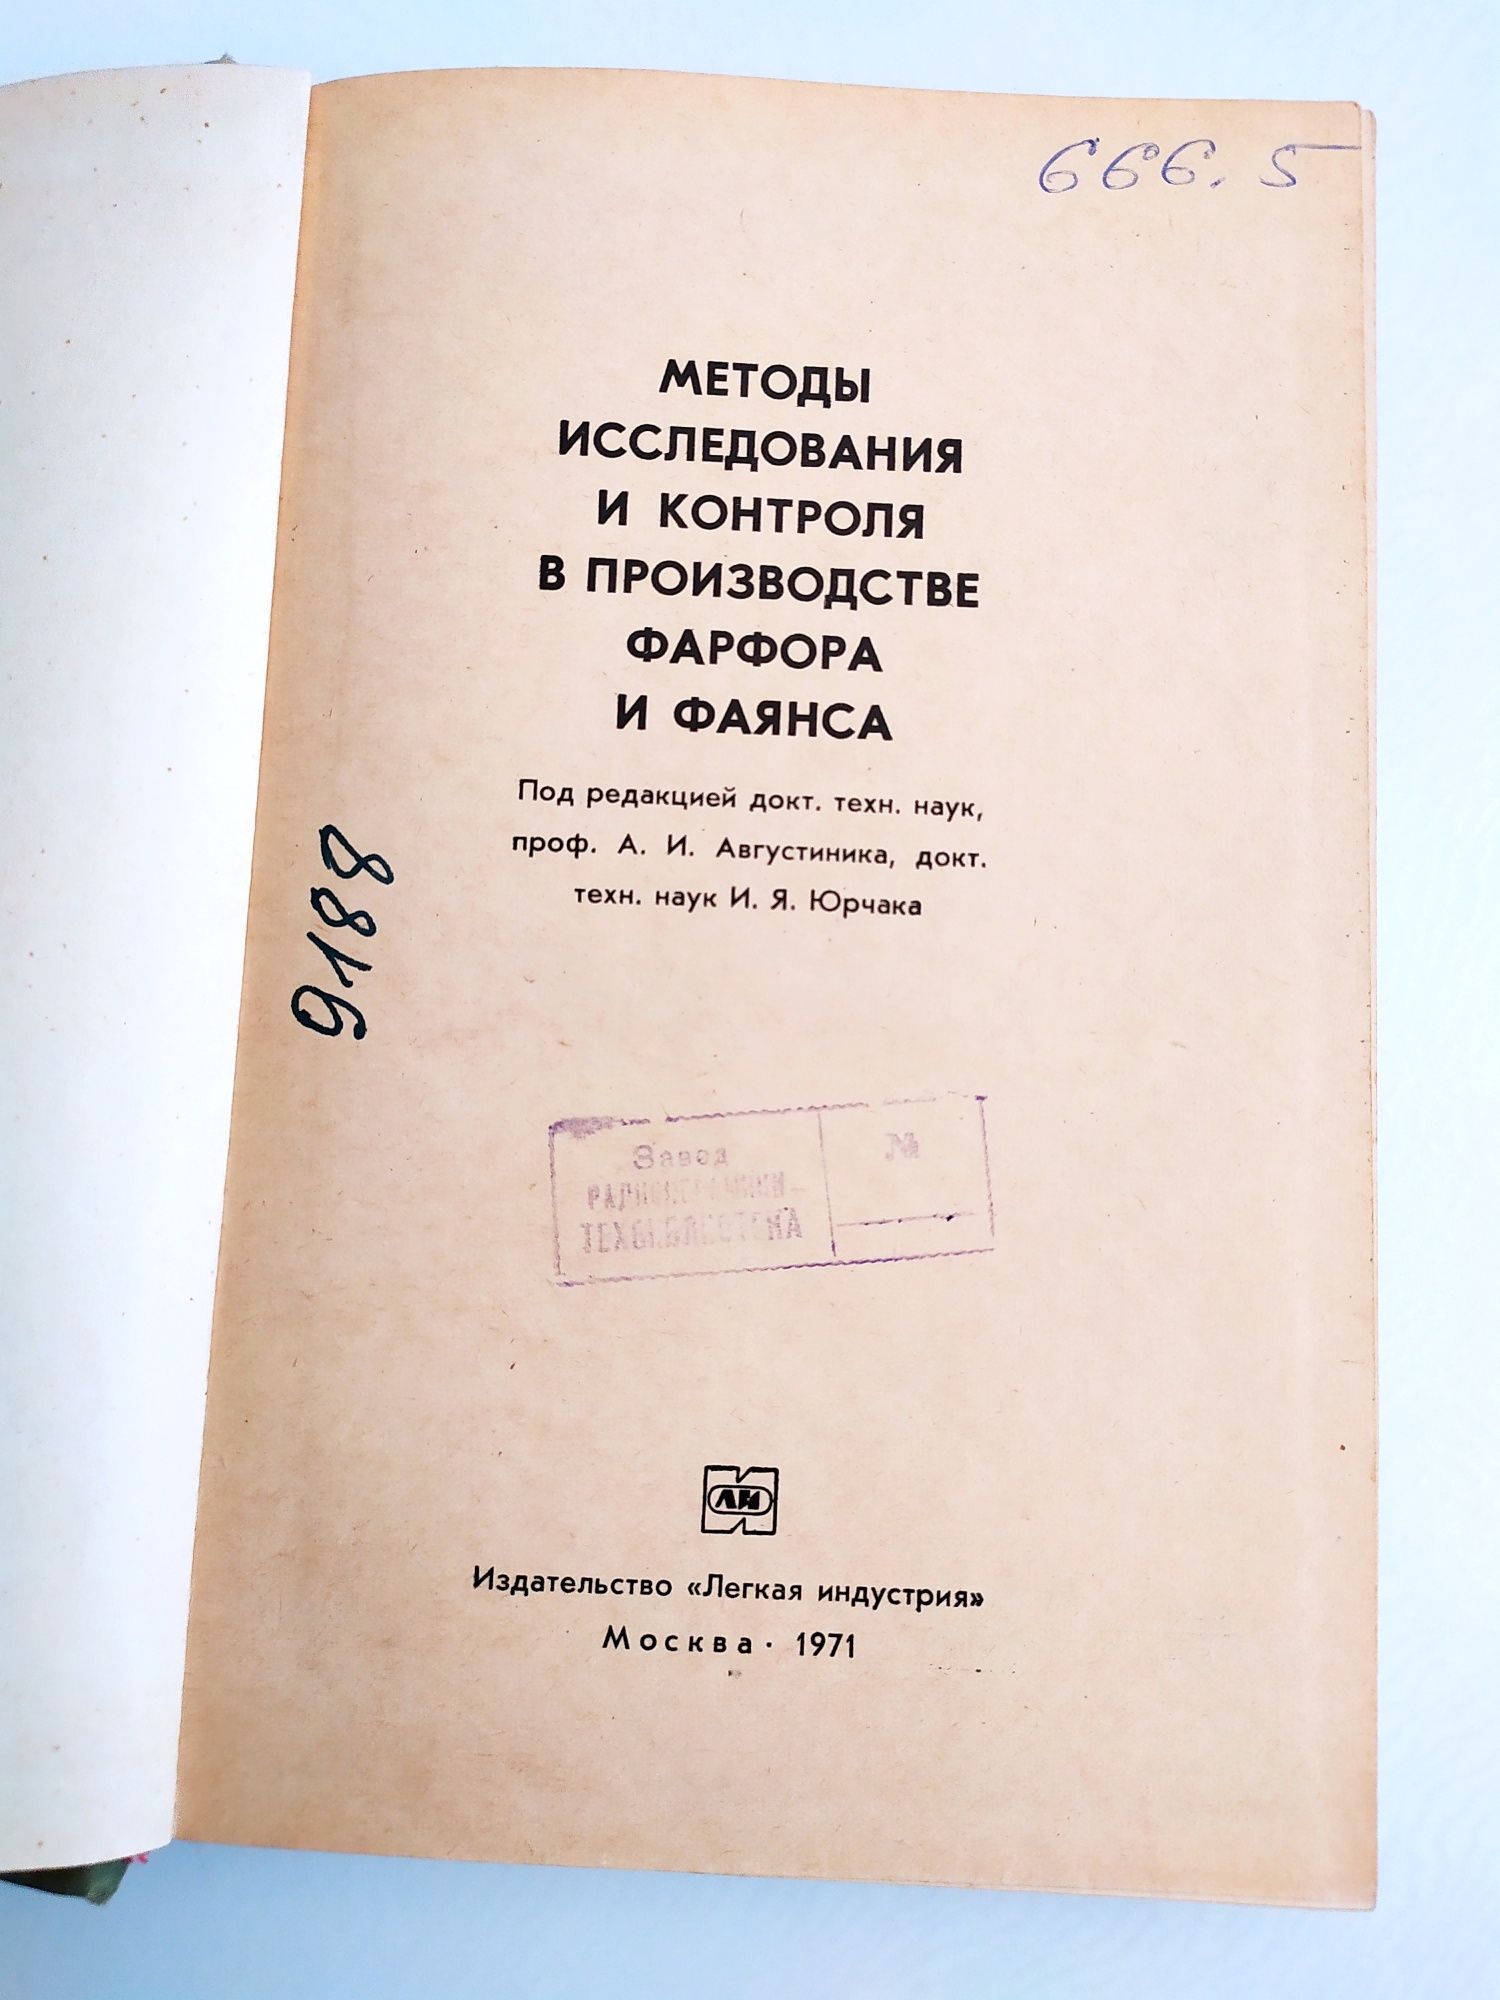 666.5
МЕТОДЫ
ИССЛЕДОВАНИЯ
И КОНТРОЛЯ
В ПРОИЗВОДСТВЕ
ФАРФОРА
И ФАЯНСА
Под редакцией докт. техн. наук,
проф. А. И. Августиника, докт.
техн. наук И. Я. Юрчака
9188
Завод
№
ТЕХБИБЛИОТЕКА
ЛИ
Издательство «Легкая индустрия»
Москва · 1971